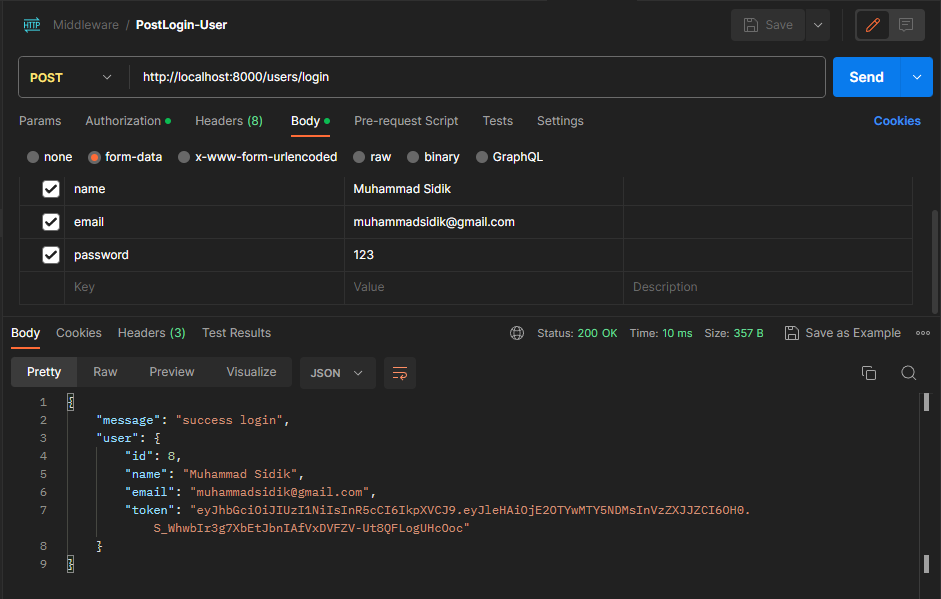 HTTP Middleware / PostLogin-User Save
POST http://localhost:8000/users/login Send
Params Authorization Headers (8) Body Pre-request Script Tests Settings Cookies
none form-data x-www-form-urlencoded raw binary GraphQL
name Muhammad Sidik
email muhammadsidik@gmail.com
password 123
Key Value Description
Body Cookies Headers (3) Test Results Status: 200 OK Time: 10 ms Size: 357 B Save as Example
Pretty Raw Preview Visualize JSON
1 {
2 "message": "success login",
3 "user": {
4 "id": 8,
5 "name": "Muhammad Sidik",
6 "email": "muhammadsidik@gmail.com",
7 "token": "eyJhbGciOiJIUzI1NiIsInR5cCI6IkpXVCJ9.eyJleHAiOjE2OTYwMTY5NDMsInVzZXJJZCI6OH0.
S_WhwbIr3g7XbEtJbnIAfVxDVFZV-Ut8QFLogUHcOoc"
8 }
9 }